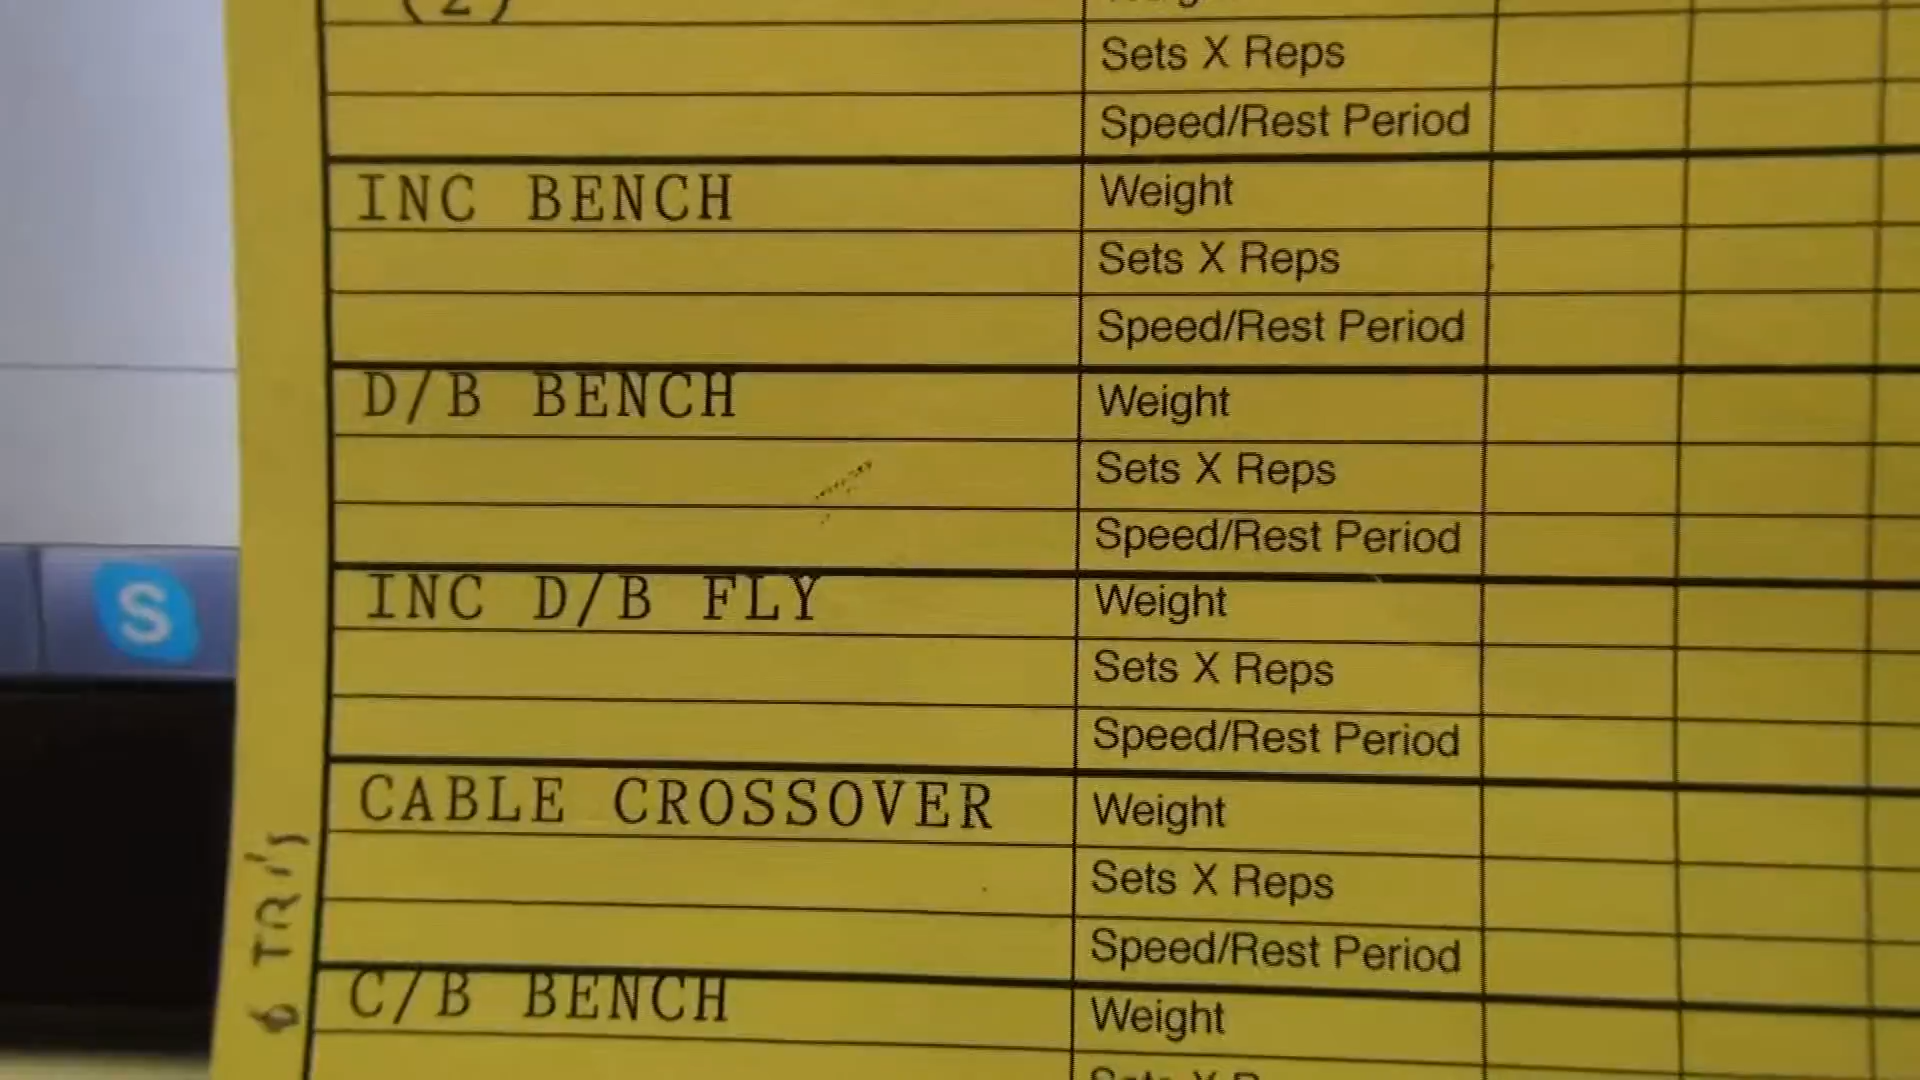 (2)
Sets X Reps
Speed/Rest Period
INC BENCH Weight
Sets X Reps
Speed/Rest Period
D/B BENCH Weight
Sets X Reps
Speed/Rest Period
INC D/B FLY Weight
Sets X Reps
Speed/Rest Period
CABLE CROSSOVER Weight
Sets X Reps
Speed/Rest Period
C/B BENCH Weight
TRI'S
S